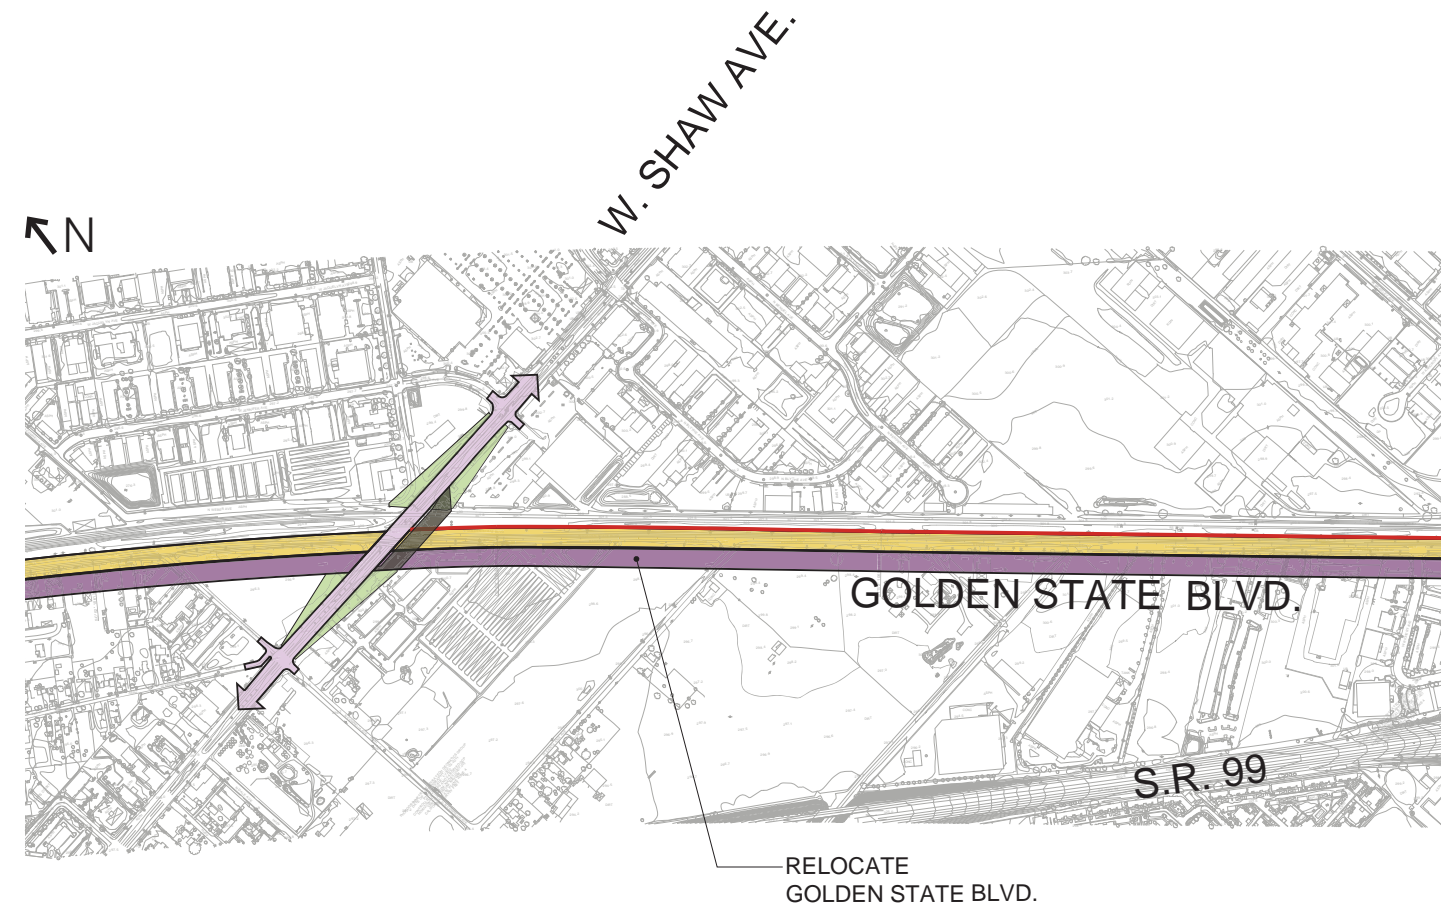 W. SHAW AVE.
N
GOLDEN STATE BLVD.
S.R. 99
RELOCATE
GOLDEN STATE BLVD.